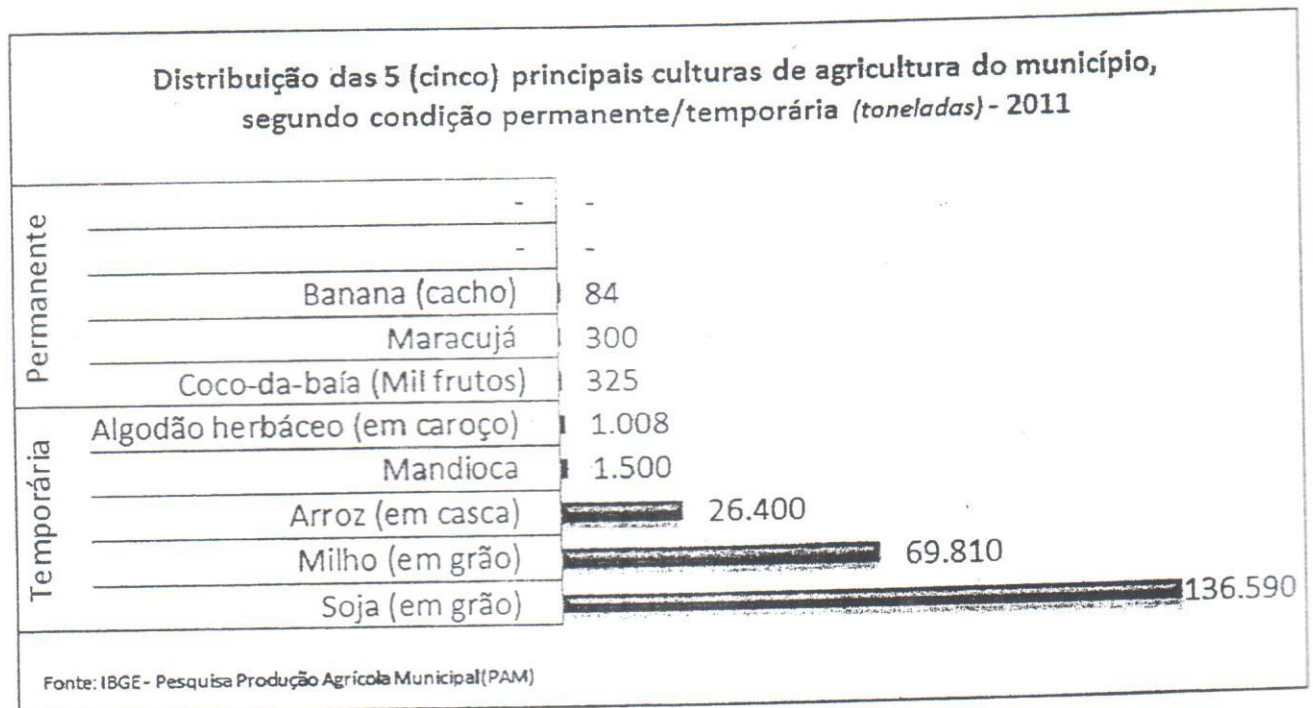 Distribuição das 5 (cinco) principais culturas de agricultura do município,
segundo condição permanente/temporária (toneladas) - 2011
Permanente
- -
- -
Banana (cacho) 84
Maracujá 300
Coco-da-baía (Mil frutos) 325
Temporária
Algodão herbáceo (em caroço) 1.008
Mandioca 1.500
Arroz (em casca) 26.400
Milho (em grão) 69.810
Soja (em grão) 136.590
Fonte: IBGE - Pesquisa Produção Agrícola Municipal(PAM)